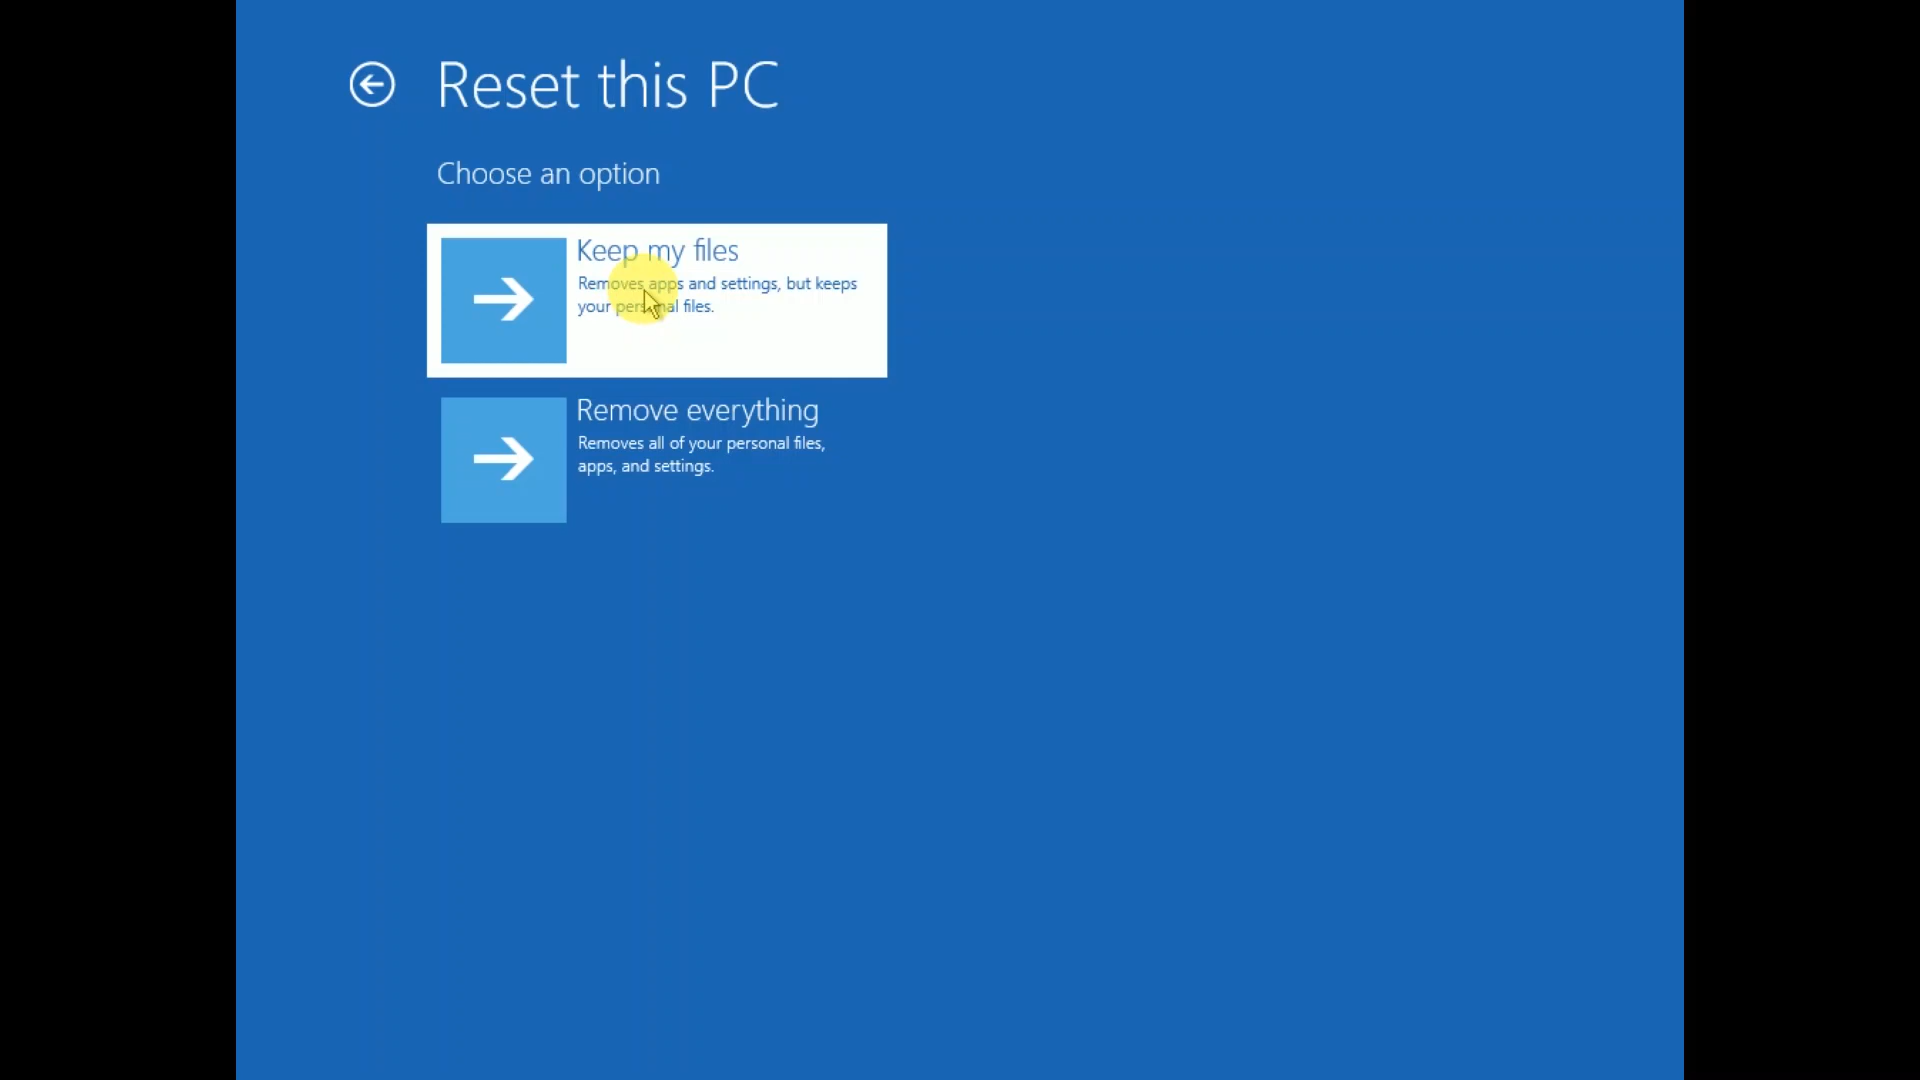 Reset this PC
Choose an option
Keep my files
Removes apps and settings, but keeps
your personal files.
Remove everything
Removes all of your personal files,
apps, and settings.